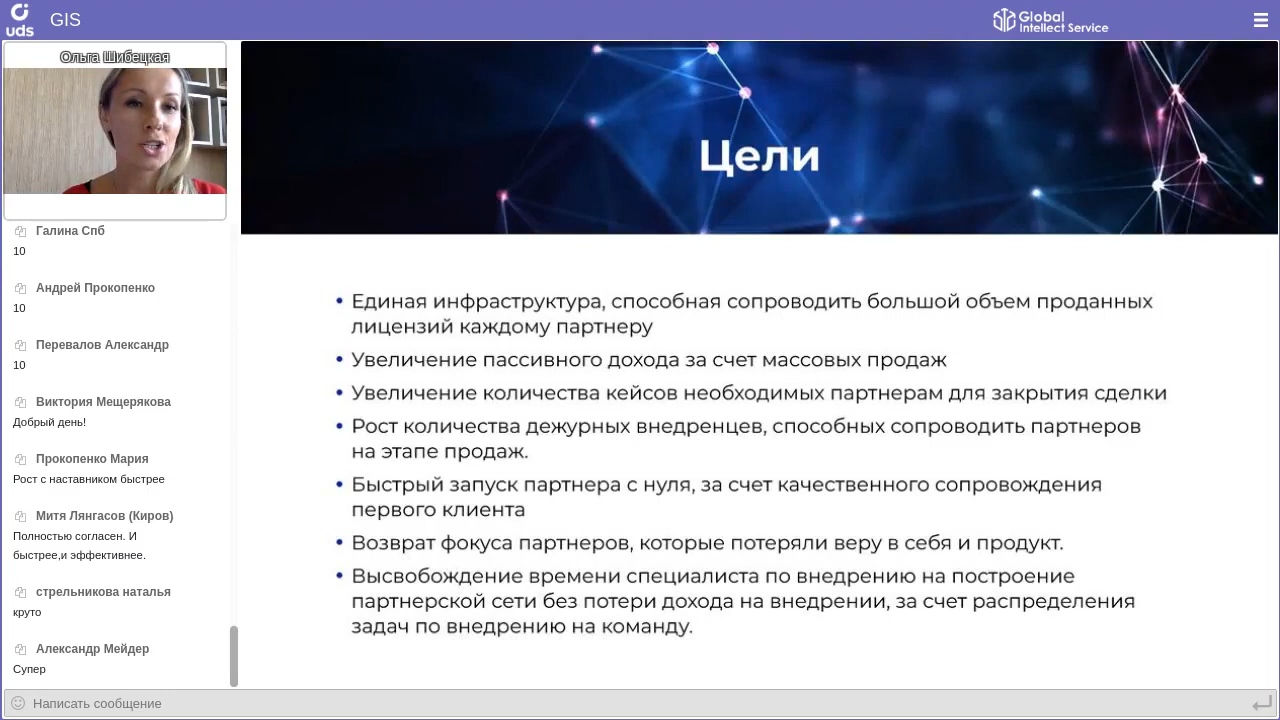 uds
GIS
Global
Intellect Service
Ольга Шибецкая
Галина Спб
10
Андрей Прокопенко
10
Перевалов Александр
10
Виктория Мещерякова
Добрый день!
Прокопенко Мария
Рост с наставником быстрее
Митя Лянгасов (Киров)
Полностью согласен. И
быстрее,и эффективнее.
стрельникова наталья
круто
Александр Мейдер
Супер
Написать сообщение
Цели
• Единая инфраструктура, способная сопроводить большой объем проданных
лицензий каждому партнеру
• Увеличение пассивного дохода за счет массовых продаж
• Увеличение количества кейсов необходимых партнерам для закрытия сделки
• Рост количества дежурных внедренцев, способных сопроводить партнеров
на этапе продаж.
• Быстрый запуск партнера с нуля, за счет качественного сопровождения
первого клиента
• Возврат фокуса партнеров, которые потеряли веру в себя и продукт.
• Высвобождение времени специалиста по внедрению на построение
партнерской сети без потери дохода на внедрении, за счет распределения
задач по внедрению на команду.